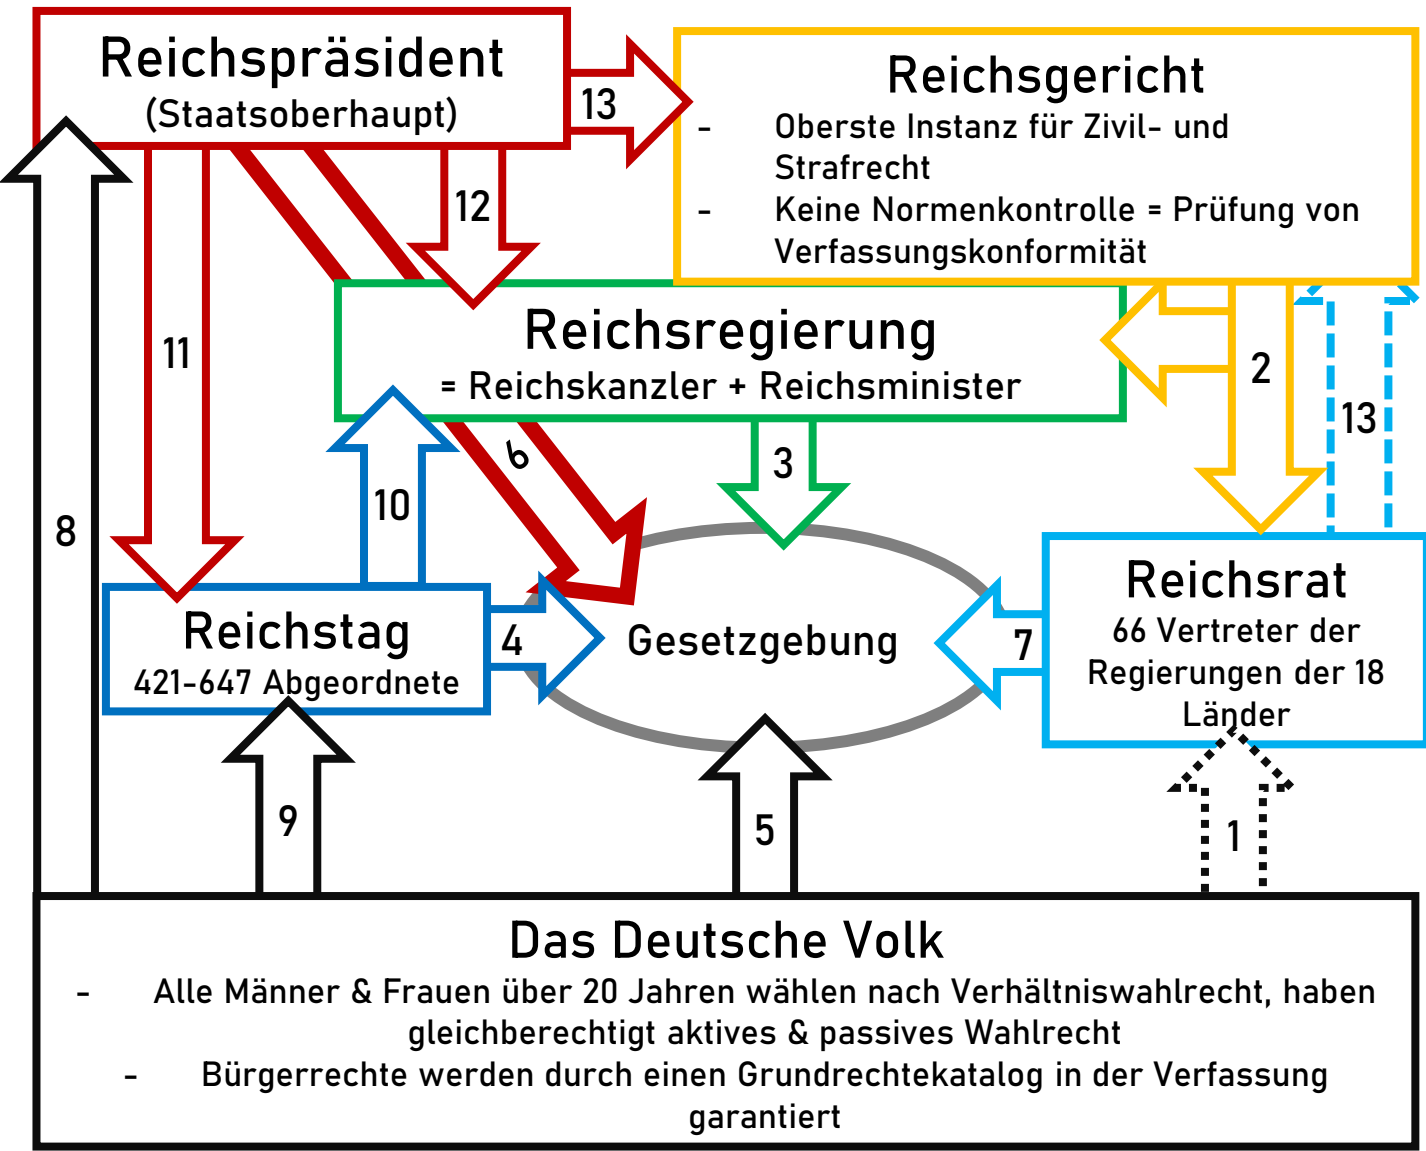 Reichspräsident
(Staatsoberhaupt)
13
Reichsgericht
- Oberste Instanz für Zivil- und
Strafrecht
- Keine Normenkontrolle = Prüfung von
Verfassungskonformität
12
11
Reichsregierung
= Reichskanzler + Reichsminister
2
13
6
3
10
8
Reichstag
421-647 Abgeordnete
4
Gesetzgebung
7
Reichsrat
66 Vertreter der
Regierungen der 18
Länder
9
5
1
Das Deutsche Volk
- Alle Männer & Frauen über 20 Jahren wählen nach Verhältniswahlrecht, haben
gleichberechtigt aktives & passives Wahlrecht
- Bürgerrechte werden durch einen Grundrechtekatalog in der Verfassung
garantiert